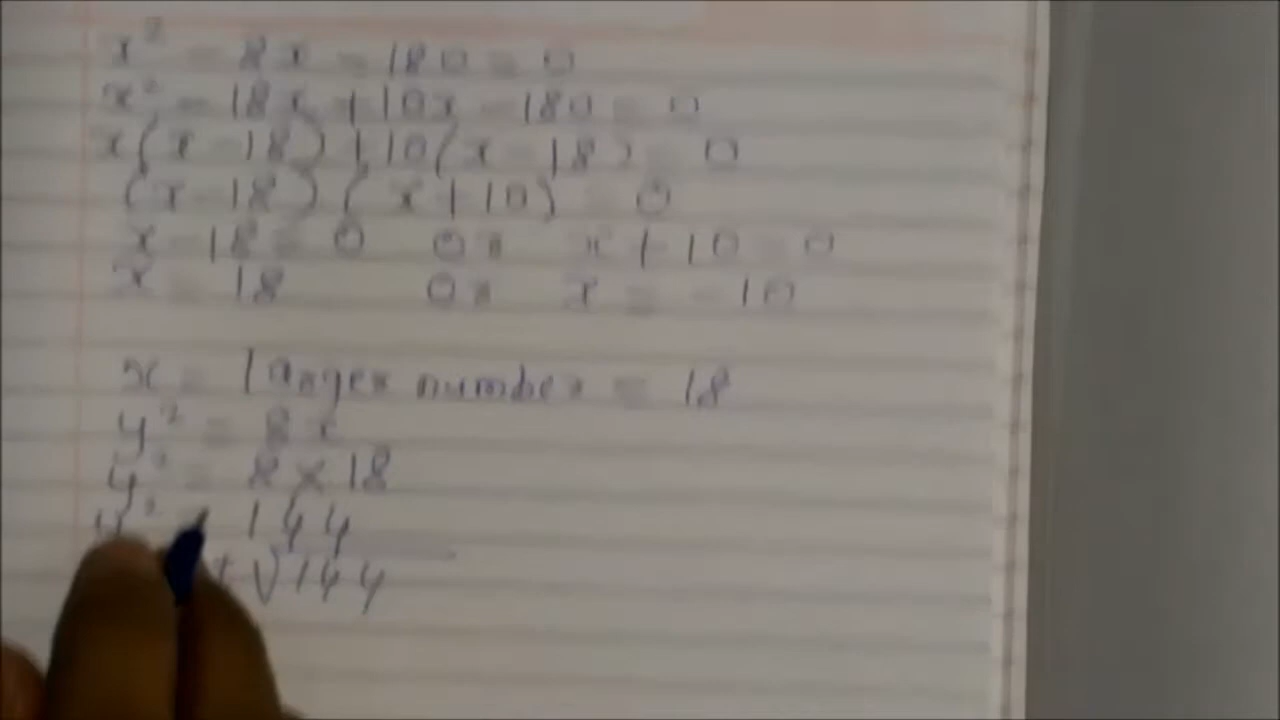 x² - 8x - 180 = 0
x² - 18x + 10x - 180 = 0
x(x - 18) + 10(x - 18) = 0
(x - 18) (x + 10) = 0
x - 18 = 0 or x + 10 = 0
x = 18 or x = -10
x = larger number = 18
y² = 8x
y² = 8 × 18
y² = 144
√144